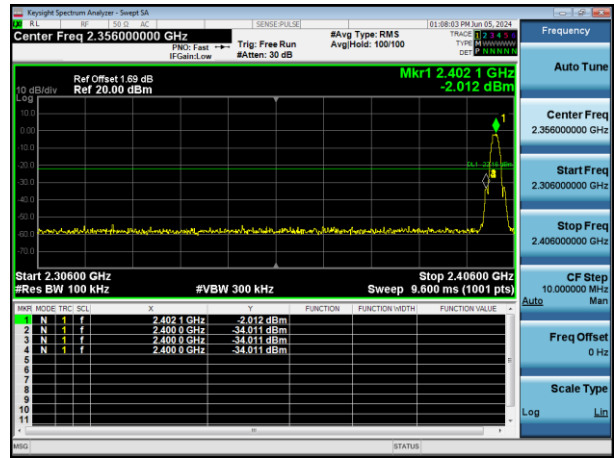 Keysight Spectrum Analyzer - Swept SA
RL RF 50 Ω AC SENSE:PULSE 01:08:03 PM Jun 05, 2024
Center Freq 2.356000000 GHz
PNO: Fast
IFGain:Low
Trig: Free Run
#Atten: 30 dB
#Avg Type: RMS
Avg|Hold: 100/100
TRACE 1 2 3 4 5 6
TYPE M W W W W W
DET P N N N N N
Frequency
Auto Tune
Center Freq
2.356000000 GHz
Start Freq
2.306000000 GHz
Stop Freq
2.406000000 GHz
CF Step
10.000000 MHz
Auto Man
Freq Offset
0 Hz
Scale Type
Log Lin
Ref Offset 1.69 dB
Ref 20.00 dBm
10 dB/div
Log
Mkr1 2.402 1 GHz
-2.012 dBm
10.0
0.00
-10.0
-20.0
-30.0
-40.0
-50.0
-60.0
-70.0
1
Start 2.30600 GHz
#Res BW 100 kHz
#VBW 300 kHz
Stop 2.40600 GHz
Sweep 9.600 ms (1001 pts)
MKR MODE TRC SCL X Y FUNCTION FUNCTION WIDTH FUNCTION VALUE
1 N 1 f 2.402 1 GHz -2.012 dBm
2 N 1 f 2.400 0 GHz -34.011 dBm
3 N 1 f 2.400 0 GHz -34.011 dBm
4 N 1 f 2.400 0 GHz -34.011 dBm
5
6
7
8
9
10
11
MSG STATUS